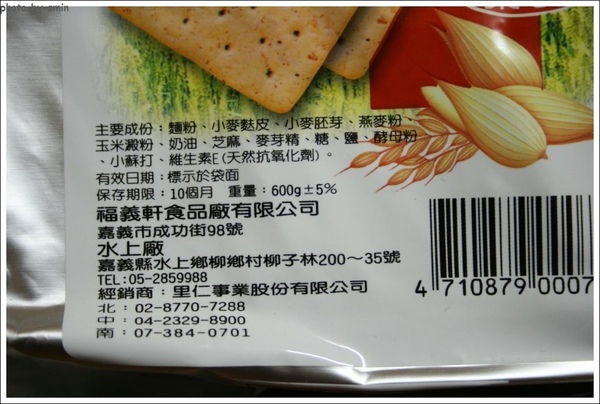 photo by emin
主要成份：麵粉、小麥麩皮、小麥胚芽、燕麥粉、
玉米澱粉、奶油、芝麻、麥芽精、糖、鹽、酵母粉
、小蘇打、維生素E(天然抗氧化劑)。
有效日期：標示於袋面
保存期限：10個月 重量：600g±5%
福義軒食品廠有限公司
嘉義市成功街98號
水上廠
嘉義縣水上鄉柳鄉村柳子林200～35號
TEL:05-2859988
經銷商：里仁事業股份有限公司
北：02-8770-7288
中：04-2329-8900
南：07-384-0701
4 710879 0007